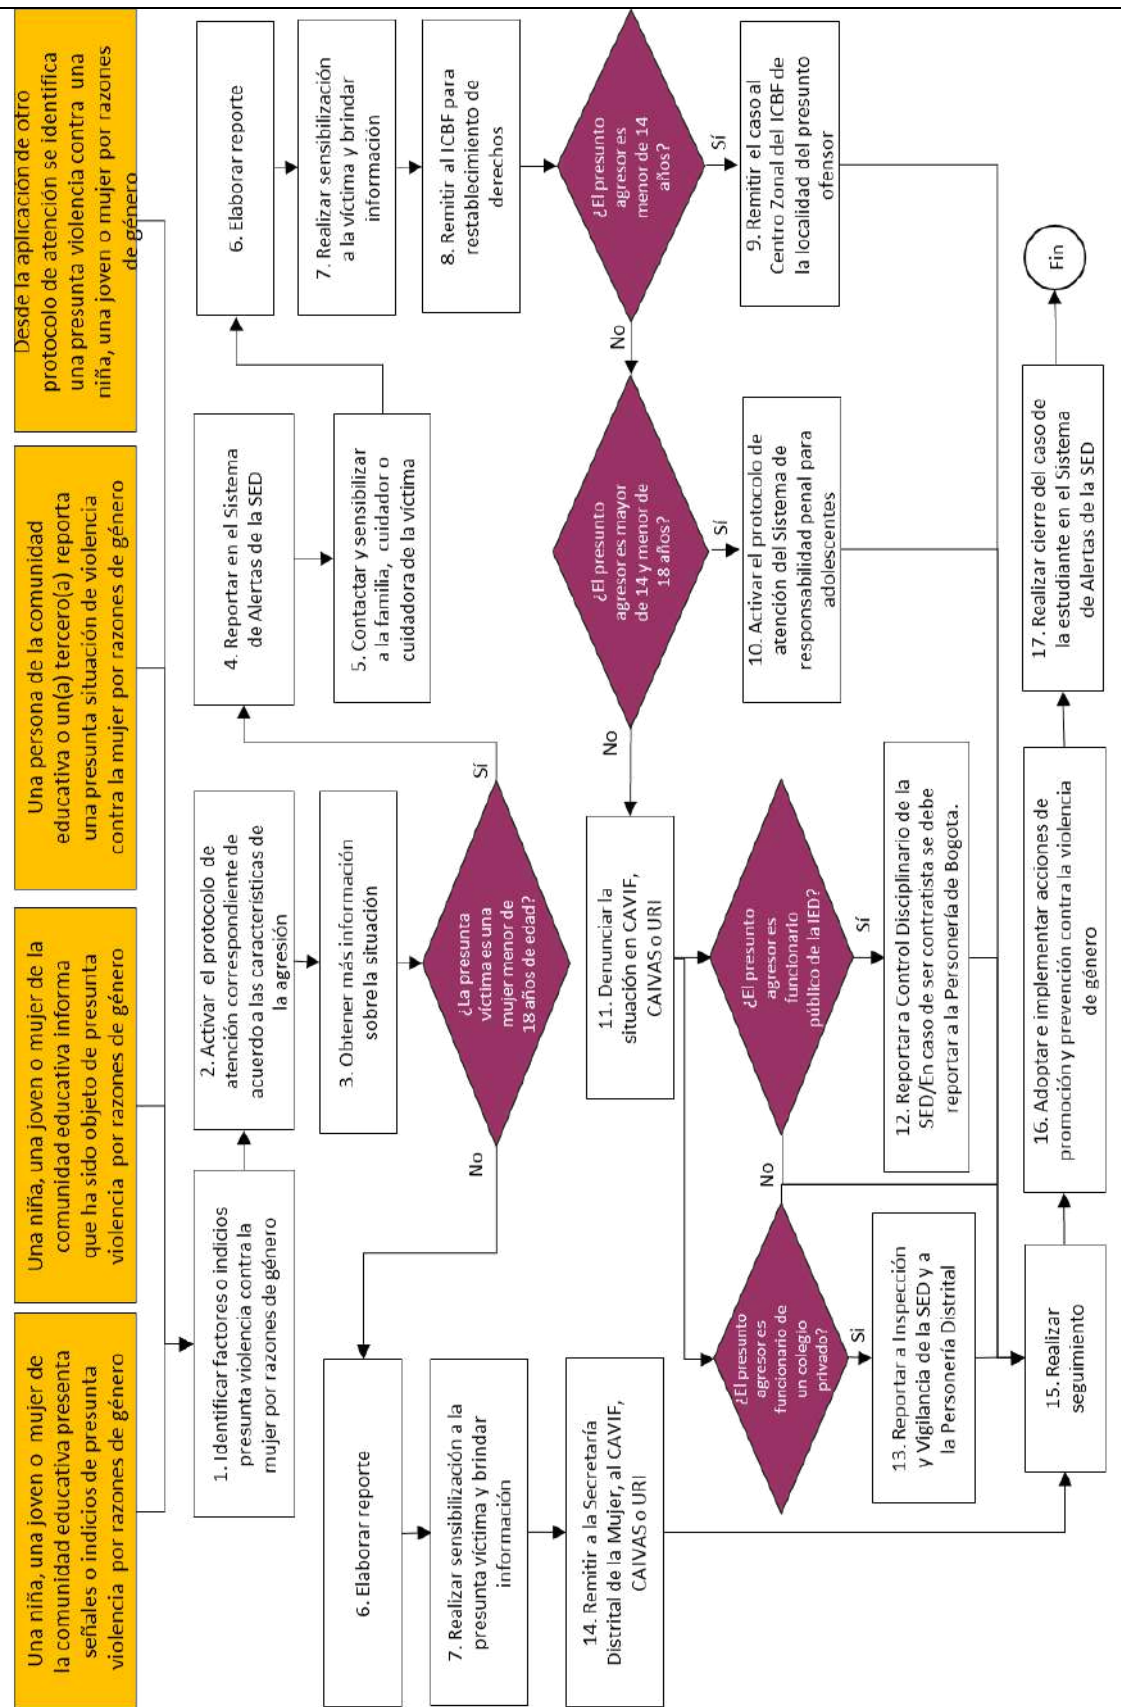 Una niña, una joven o mujer de
la comunidad educativa presenta
señales o indicios de presunta
violencia por razones de género
Una niña, una joven o mujer de la
comunidad educativa informa
que ha sido objeto de presunta
violencia por razones de género
Una persona de la comunidad
educativa o un(a) tercero(a) reporta
una presunta situación de violencia
contra la mujer por razones de género
Desde la aplicación de otro
protocolo de atención se identifica
una presunta violencia contra una
niña, una joven o mujer por razones
de género
1. Identificar factores o indicios
presunta violencia contra la
mujer por razones de género
2. Activar el protocolo de
atención correspondiente de
acuerdo a las características de
la agresión
3. Obtener más información
sobre la situación
¿La presunta
víctima es una
mujer menor de
18 años de edad?
Sí
No
4. Reportar en el Sistema
de Alertas de la SED
5. Contactar y sensibilizar
a la familia, cuidador o
cuidadora de la víctima
6. Elaborar reporte
7. Realizar sensibilización
a la víctima y brindar
información
8. Remitir al ICBF para
restablecimiento de
derechos
¿El presunto
agresor es
menor de 14
años?
Sí
No
9. Remitir el caso al
Centro Zonal del ICBF de
la localidad del presunto
ofensor
¿El presunto
agresor es mayor
de 14 y menor de
18 años?
Sí
No
10. Activar el protocolo de
atención del Sistema de
responsabilidad penal para
adolescentes
11. Denunciar la
situación en CAVIF,
CAIVAS o URI
¿El presunto
agresor es
funcionario
público de la IED?
Sí
No
12. Reportar a Control Disciplinario de la
SED/En caso de ser contratista se debe
reportar a la Personería de Bogota.
¿El presunto
agresor es
funcionario de
un colegio
privado?
Si
13. Reportar a Inspección
y Vigilancia de la SED y a
la Personería Distrital
6. Elaborar reporte
7. Realizar sensibilización a la
presunta víctima y brindar
información
14. Remitir a la Secretaría
Distrital de la Mujer, al CAVIF,
CAIVAS o URI
15. Realizar
seguimiento
16. Adoptar e implementar acciones de
promoción y prevención contra la violencia
de género
17. Realizar cierre del caso de
la estudiante en el Sistema
de Alertas de la SED
Fin